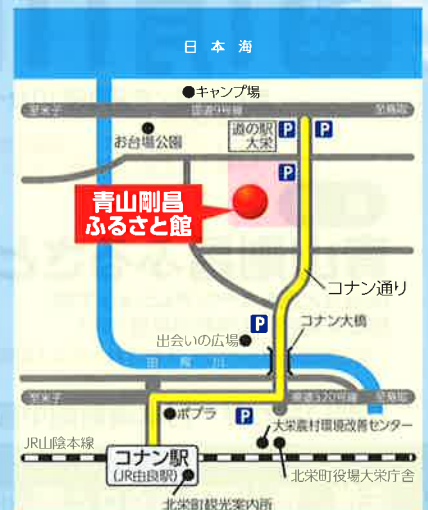 日本海
キャンプ場
至米子
国道9号線
至鳥取
道の駅
大栄
P
P
お台場公園
P
青山剛昌
ふるさと館
コナン通り
P
コナン大橋
出会いの広場
由良川
至米子
県道320号線
至鳥取
ポプラ
P
大栄農村環境改善センター
JR山陰本線
コナン駅
(JR由良駅)
北栄町役場大栄庁舎
北栄町観光案内所